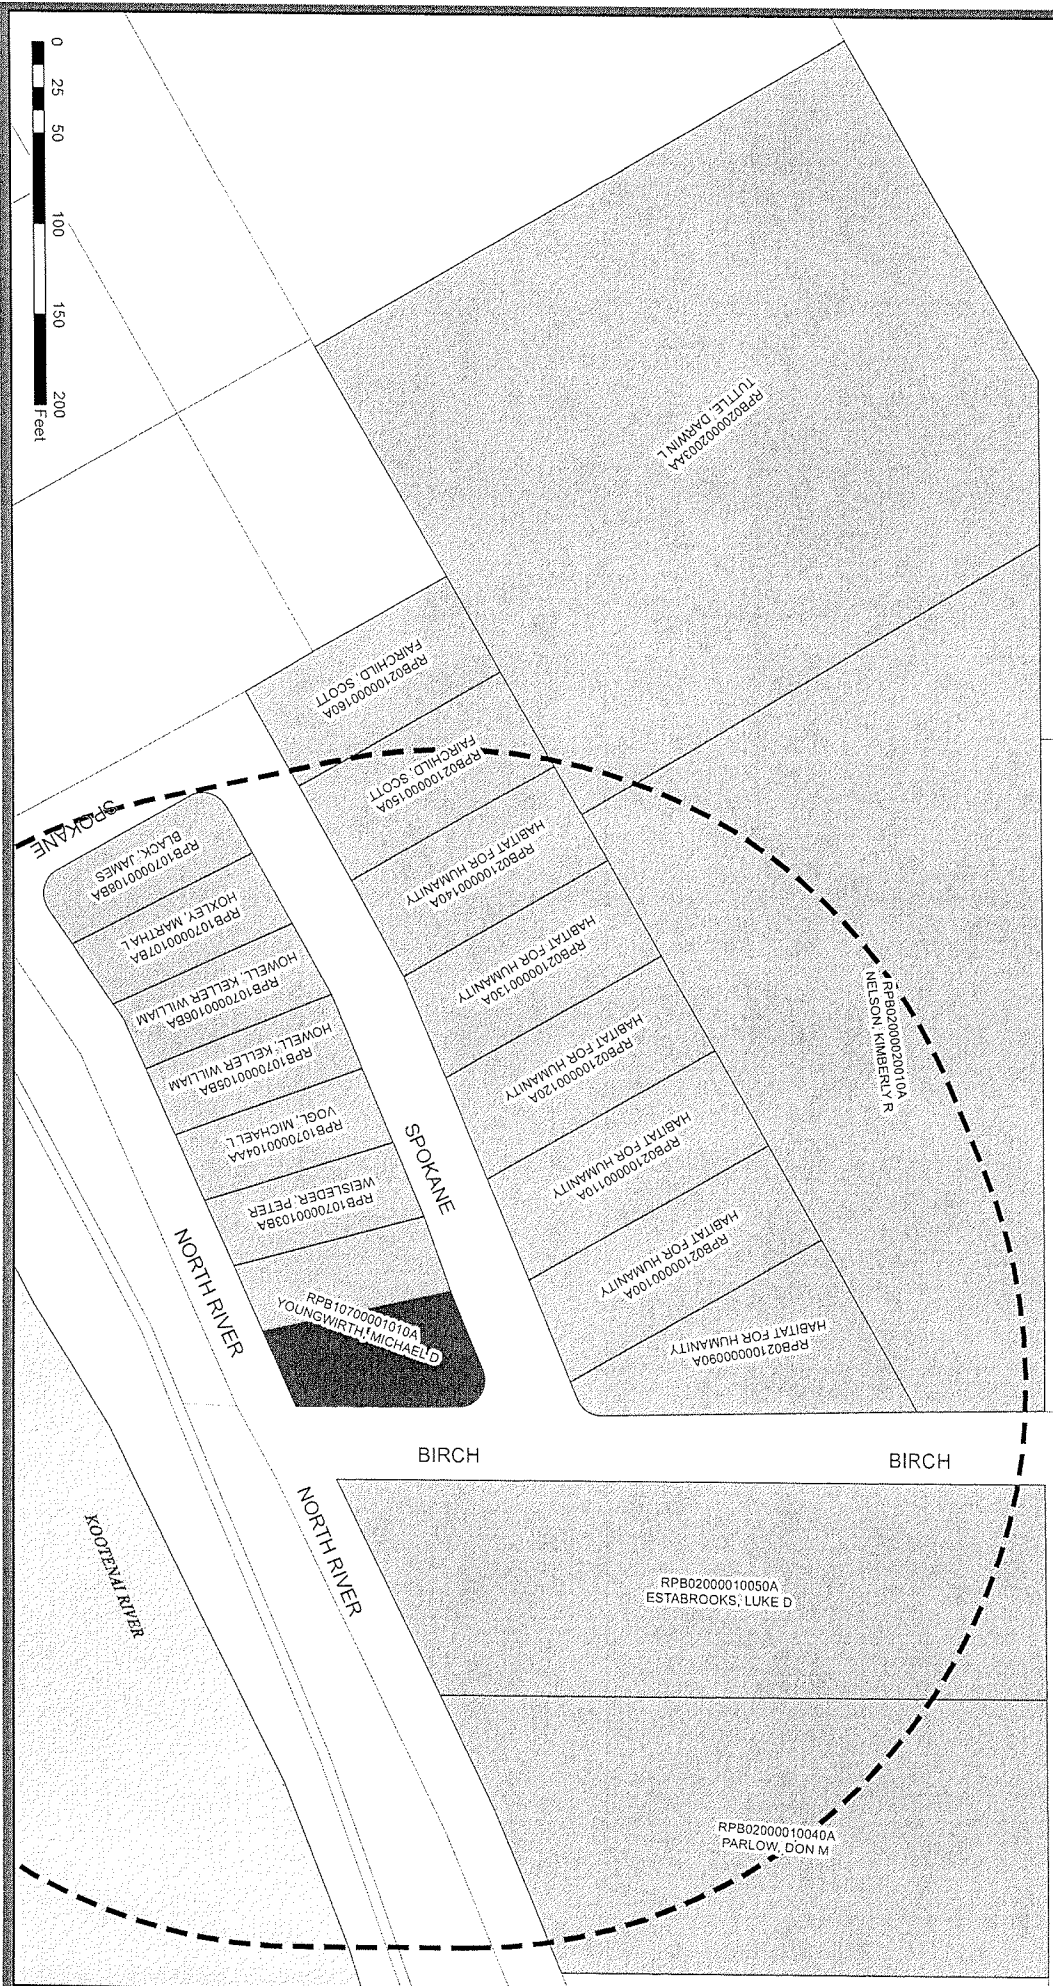 0 25 50 100 150 200
Feet
RPB0200002003AA
TUTTLE, DARWIN L
RPB0210000160A
FAIRCHILD, SCOTT
RPB0210000150A
FAIRCHILD, SCOTT
RPB0210000140A
HABITAT FOR HUMANITY
RPB0210000130A
HABITAT FOR HUMANITY
RPB0210000120A
HABITAT FOR HUMANITY
RPB0210000110A
HABITAT FOR HUMANITY
RPB0210000100A
HABITAT FOR HUMANITY
RPB0210000090A
HABITAT FOR HUMANITY
RPB02000020010A
NELSON, KIMBERLY R
SPOKANE
RPB1070000108BA
BLACK, JAMES
RPB1070000107BA
HOXLEY, MARTHA L
RPB1070000106BA
HOWELL, KELLER WILLIAM
RPB1070000105BA
HOWELL, KELLER WILLIAM
RPB1070000104AA
VOGL, MICHAEL L
RPB1070000103BA
WEISLEDER, PETER
RPB10700001010A
YOUNGWIRTH, MICHAEL D
SPOKANE
NORTH RIVER
BIRCH
BIRCH
NORTH RIVER
KOOTENAI RIVER
RPB02000010050A
ESTABROOKS, LUKE D
RPB02000010040A
PARLOW, DON M